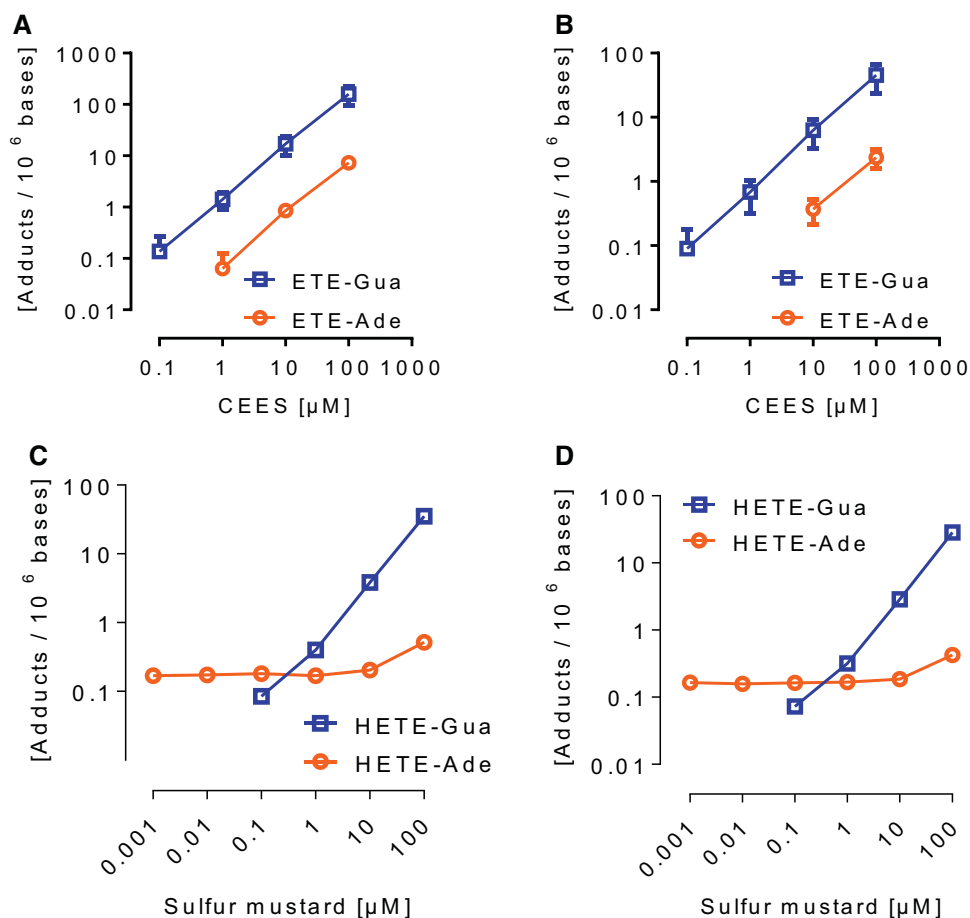 A
[Adducts / 10 6 bases]
1000
100
10
1
0.1
0.01
ETE-Gua
ETE-Ade
0.1 1 10 100 1000
CEES [µM]
B
[Adducts / 10 6 bases]
100
10
1
0.1
0.01
ETE-Gua
ETE-Ade
0.1 1 10 100 1000
CEES [µM]
C
[Adducts / 10 6 bases]
100
10
1
0.1
HETE-Gua
HETE-Ade
0.001 0.01 0.1 1 10 100
Sulfur mustard [µM]
D
[Adducts / 10 6 bases]
100
10
1
0.1
0.01
HETE-Gua
HETE-Ade
0.001 0.01 0.1 1 10 100
Sulfur mustard [µM]